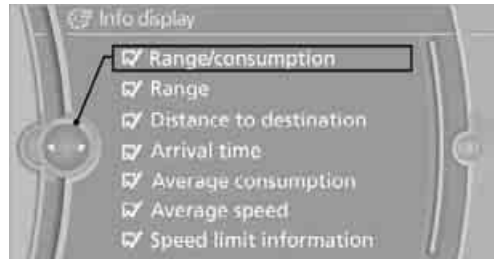 Info display
Range/consumption
Range
Distance to destination
Arrival time
Average consumption
Average speed
Speed limit information